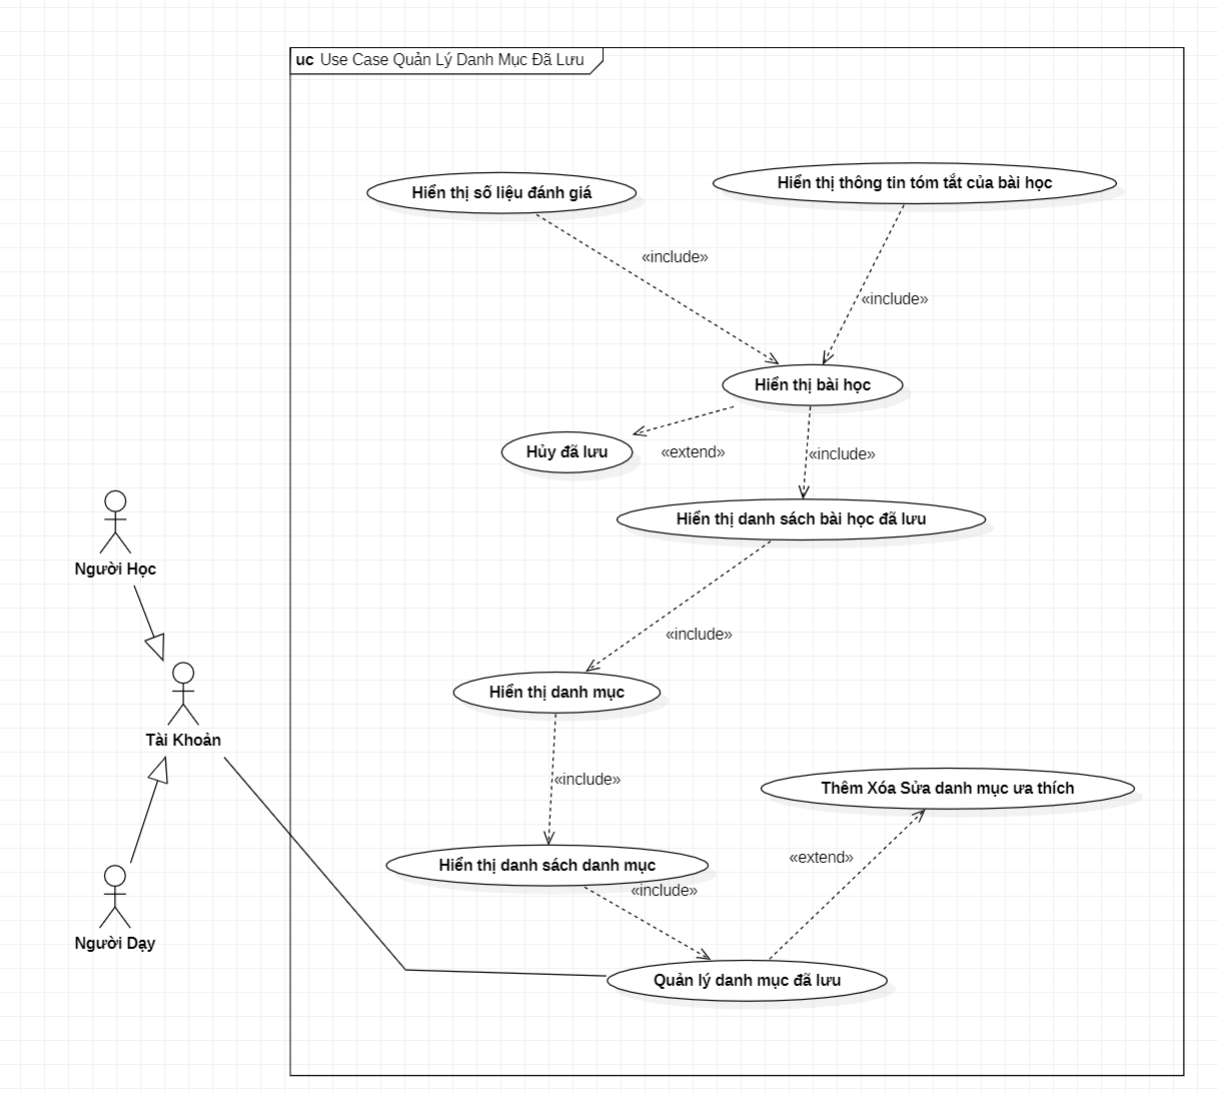 uc Use Case Quản Lý Danh Mục Đã Lưu
Hiển thị số liệu đánh giá
Hiển thị thông tin tóm tắt của bài học
«include»
«include»
Hiển thị bài học
Hủy đã lưu
«extend»
«include»
Hiển thị danh sách bài học đã lưu
Người Học
«include»
Tài Khoản
Hiển thị danh mục
«include»
Thêm Xóa Sửa danh mục ưa thích
«extend»
Hiển thị danh sách danh mục
«include»
Người Dạy
Quản lý danh mục đã lưu